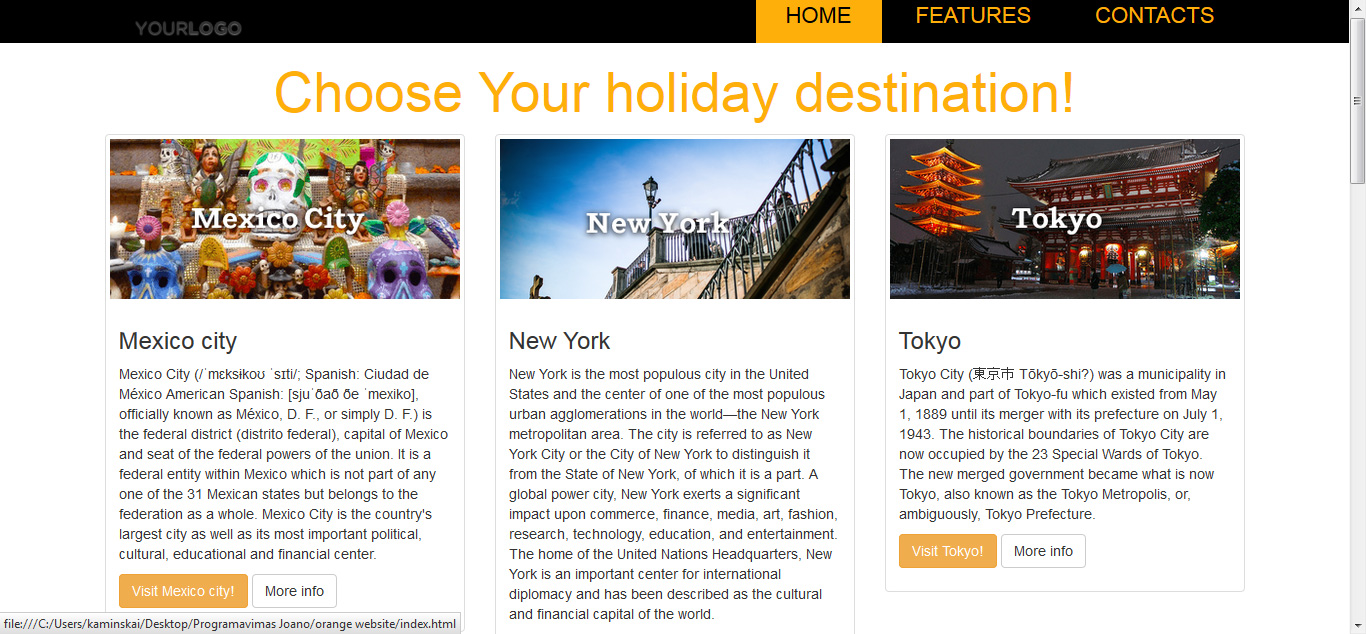 YOURLOGO
HOME
FEATURES
CONTACTS
Choose Your holiday destination!
Mexico City
Mexico city
Mexico City (/ˈmɛksɨkoʊ ˈsɪti/; Spanish: Ciudad de
México American Spanish: [sjuˈðað ðe ˈmexiko],
officially known as México, D. F., or simply D. F.) is
the federal district (distrito federal), capital of Mexico
and seat of the federal powers of the union. It is a
federal entity within Mexico which is not part of any
one of the 31 Mexican states but belongs to the
federation as a whole. Mexico City is the country's
largest city as well as its most important political,
cultural, educational and financial center.
Visit Mexico city!
More info
New York
New York
New York is the most populous city in the United
States and the center of one of the most populous
urban agglomerations in the world—the New York
metropolitan area. The city is referred to as New
York City or the City of New York to distinguish it
from the State of New York, of which it is a part. A
global power city, New York exerts a significant
impact upon commerce, finance, media, art, fashion,
research, technology, education, and entertainment.
The home of the United Nations Headquarters, New
York is an important center for international
diplomacy and has been described as the cultural
and financial capital of the world.
Tokyo
Tokyo
Tokyo City (東京市 Tōkyō-shi?) was a municipality in
Japan and part of Tokyo-fu which existed from May
1, 1889 until its merger with its prefecture on July 1,
1943. The historical boundaries of Tokyo City are
now occupied by the 23 Special Wards of Tokyo.
The new merged government became what is now
Tokyo, also known as the Tokyo Metropolis, or,
ambiguously, Tokyo Prefecture.
Visit Tokyo!
More info
file:///C:/Users/kaminskai/Desktop/Programavimas Joano/orange website/index.html